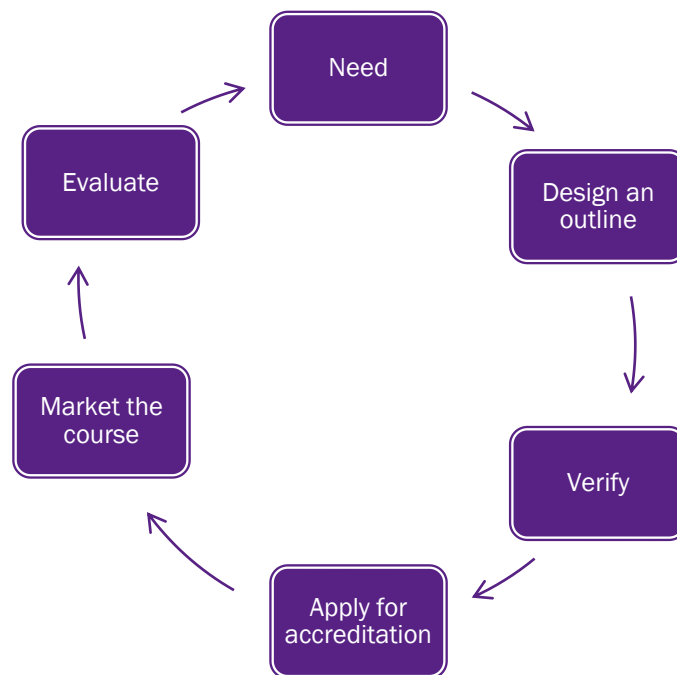 Need
Design an
outline
Verify
Apply for
accreditation
Market the
course
Evaluate